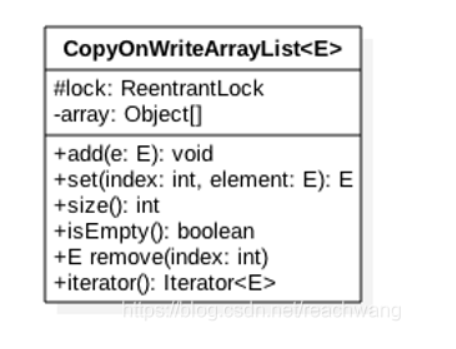 CopyOnWriteArrayList<E>
#lock: ReentrantLock
-array: Object[]
+add(e: E): void
+set(index: int, element: E): E
+size(): int
+isEmpty(): boolean
+E remove(index: int)
+iterator(): Iterator<E>
https://blog.csdn.net/reachwang